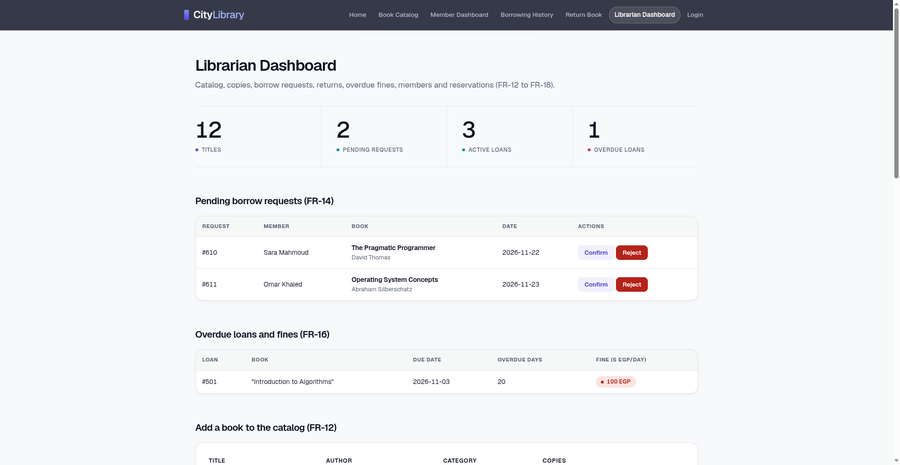 CityLibrary
Home Book Catalog Member Dashboard Borrowing History Return Book Librarian Dashboard Login
Librarian Dashboard
Catalog, copies, borrow requests, returns, overdue fines, members and reservations (FR-12 to FR-18).
12 2 3 1
TITLES PENDING REQUESTS ACTIVE LOANS OVERDUE LOANS
Pending borrow requests (FR-14)
REQUEST MEMBER BOOK DATE ACTIONS
#610 Sara Mahmoud The Pragmatic Programmer 2026-11-22 Confirm Reject
David Thomas
#611 Omar Khaled Operating System Concepts 2026-11-23 Confirm Reject
Abraham Silberschatz
Overdue loans and fines (FR-16)
LOAN BOOK DUE DATE OVERDUE DAYS FINE (5 EGP/DAY)
#501 "Introduction to Algorithms" 2026-11-03 20 100 EGP
Add a book to the catalog (FR-12)
TITLE AUTHOR CATEGORY COPIES